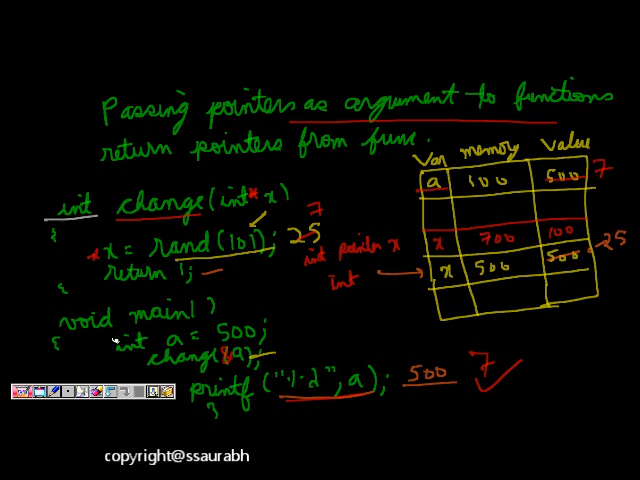 Passing pointers as argument to functions
return pointers from func.
Var memory Value
a 100 500 7
int change(int* x)
7
{
x 700 100
*x = rand(101); 25
int pointer x
return 1;
int
x 500 500 25
}
void main()
{
int a = 500;
change(&a);
printf("%d", a); 500 7
}
copyright@ssaurabh